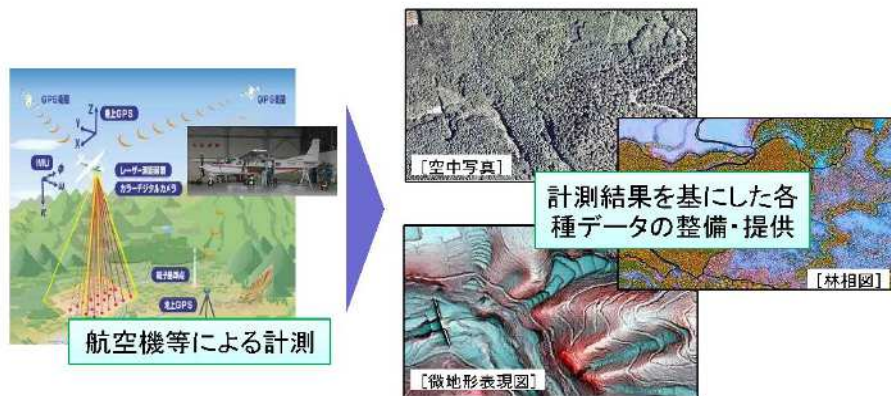 GPS衛星
GPS衛星
機上GPS
Z
Y
X
IMU
φ
ω
κ
レーザー測距装置
カラーデジタルカメラ
電子基準点
地上GPS
航空機等による計測
[空中写真]
計測結果を基にした各
種データの整備・提供
[林相図]
[微地形表現図]